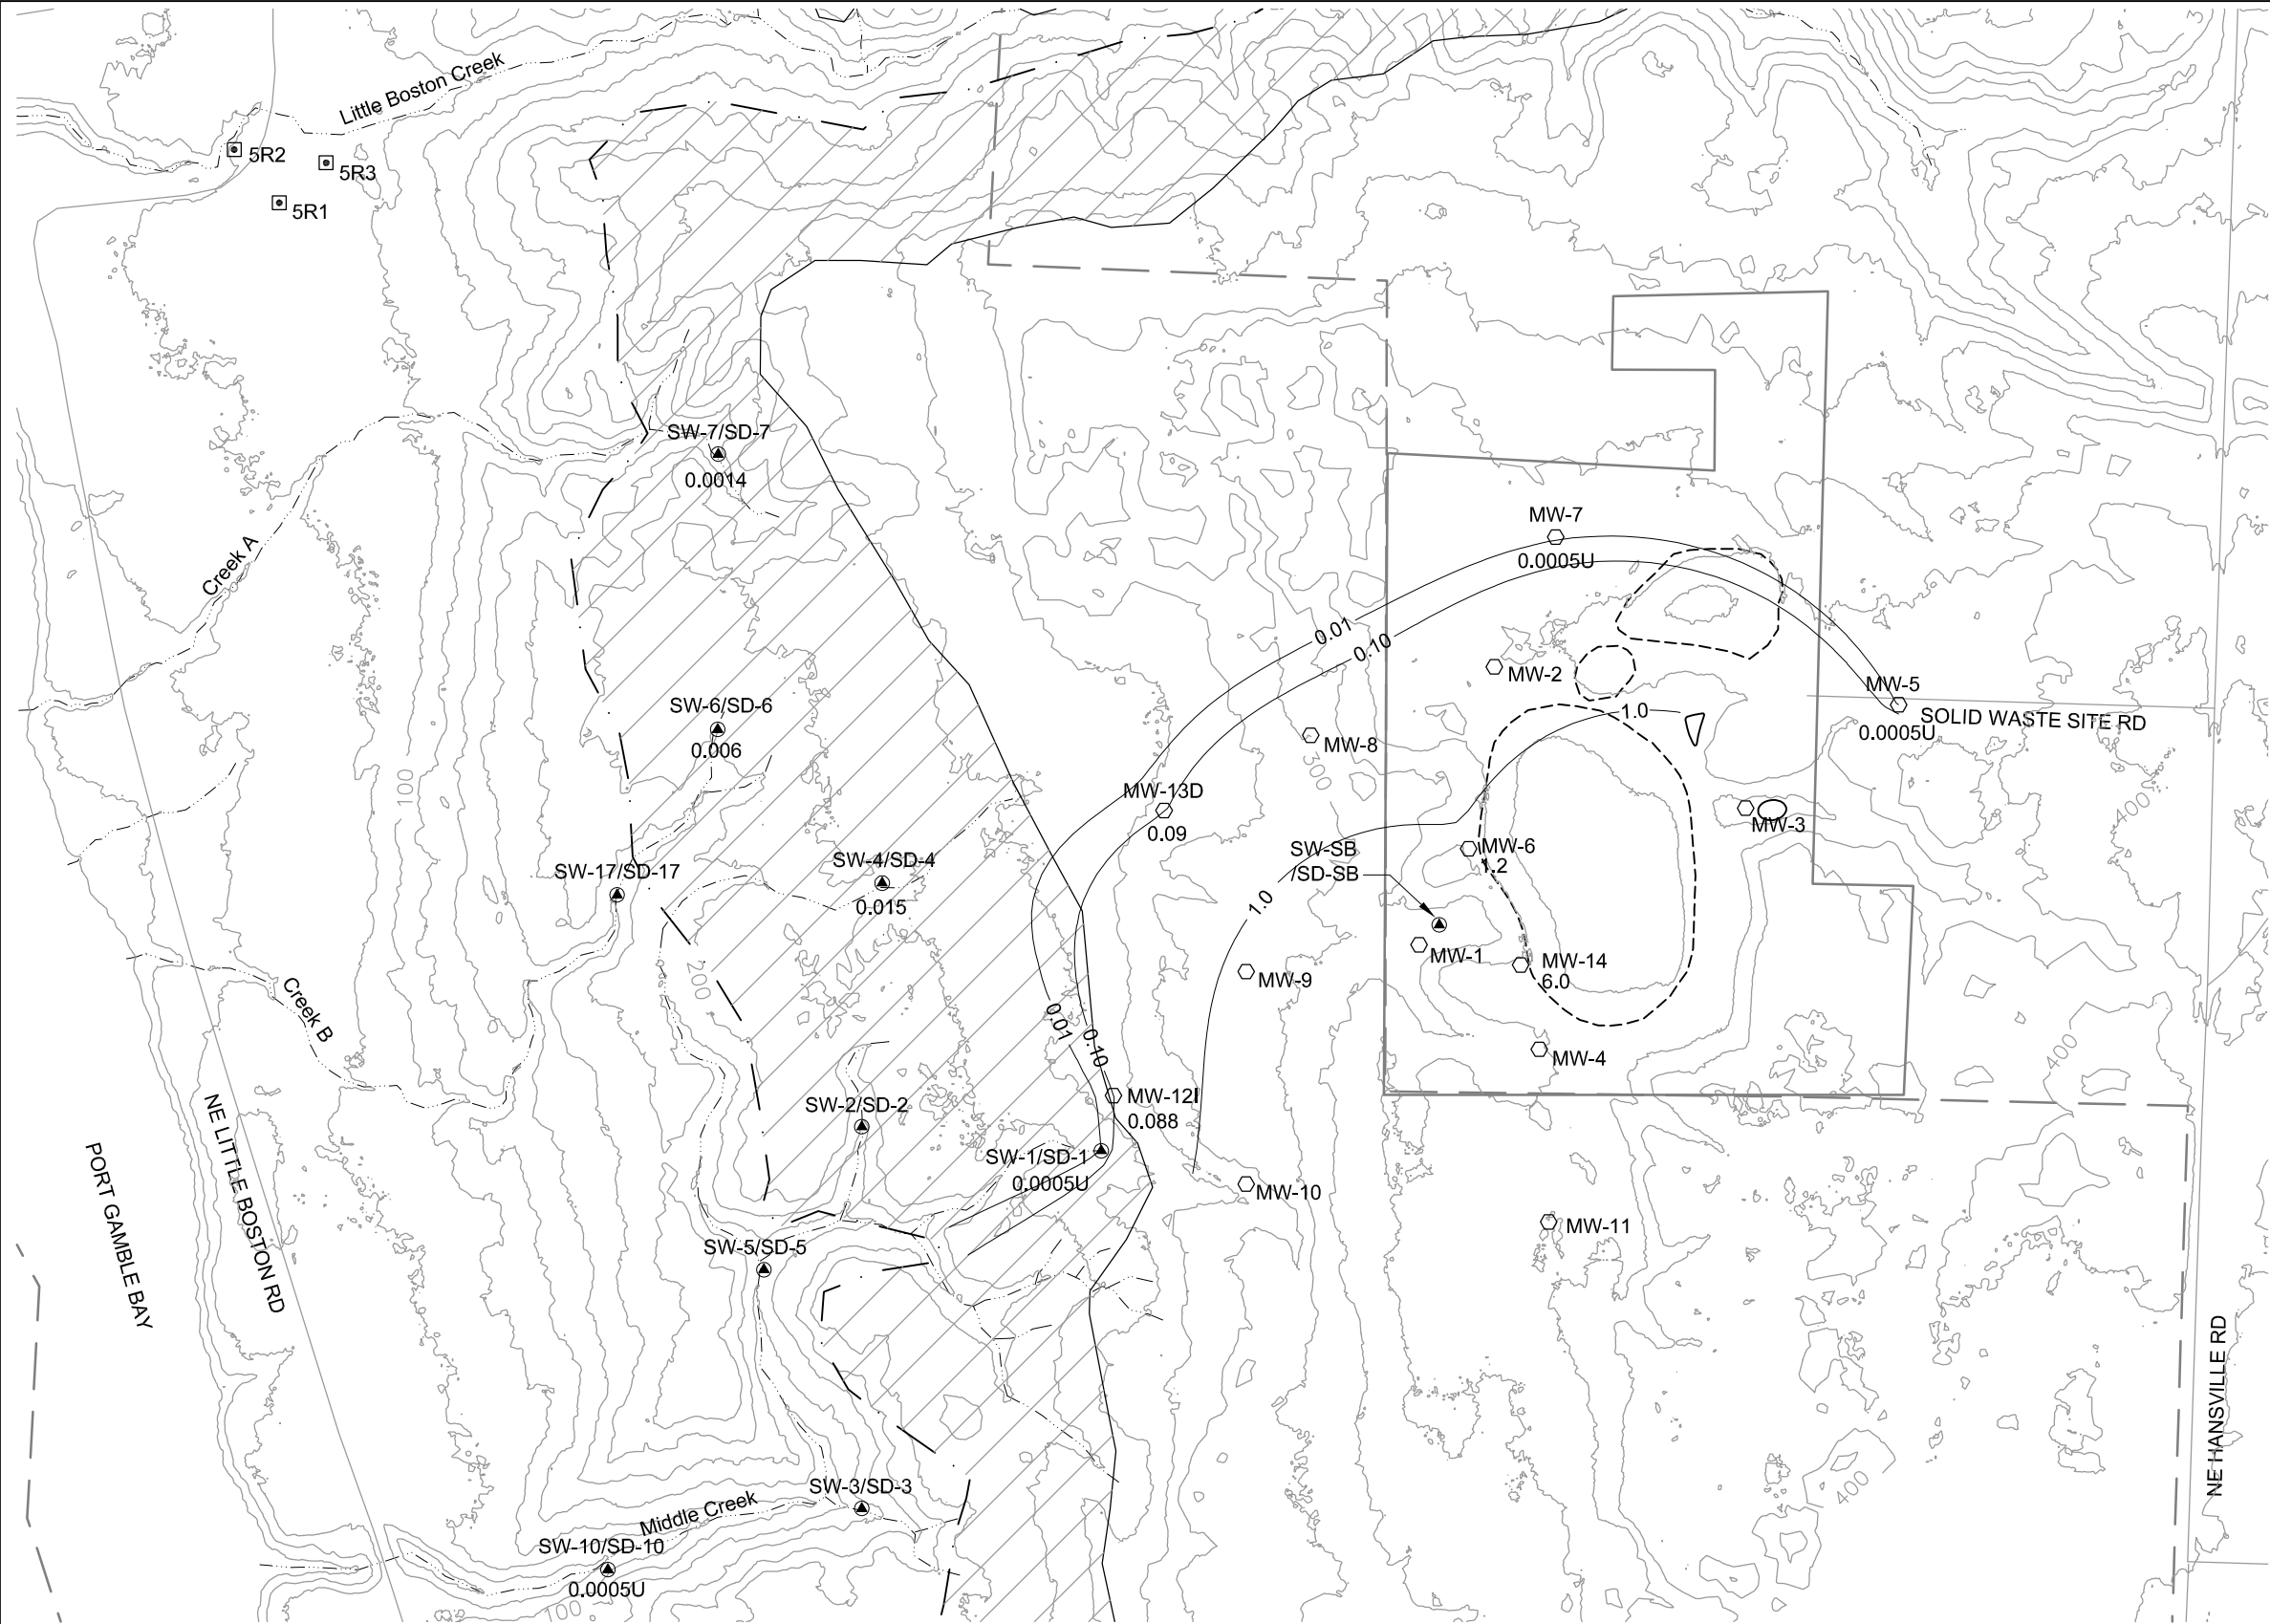 Little Boston Creek
5R2
5R3
5R1
SW-7/SD-7
0.0014
MW-7
0.0005U
Creek A
0.01
0.10
MW-2
MW-5
SOLID WASTE SITE RD
0.0005U
SW-6/SD-6
0.006
1.0
MW-8
300
100
MW-13D
0.09
400
MW-3
SW-SB
/SD-SB
MW-6
1.2
SW-17/SD-17
SW-4/SD-4
0.015
1.0
MW-1
MW-14
6.0
MW-9
200
Creek B
0.01
0.10
MW-4
400
MW-12I
0.088
SW-2/SD-2
SW-1/SD-1
0.0005U
MW-10
MW-11
NE LITTLE BOSTON RD
PORT GAMBLE BAY
SW-5/SD-5
NE HANSVILLE RD
400
SW-3/SD-3
Middle Creek
SW-10/SD-10
0.0005U
100